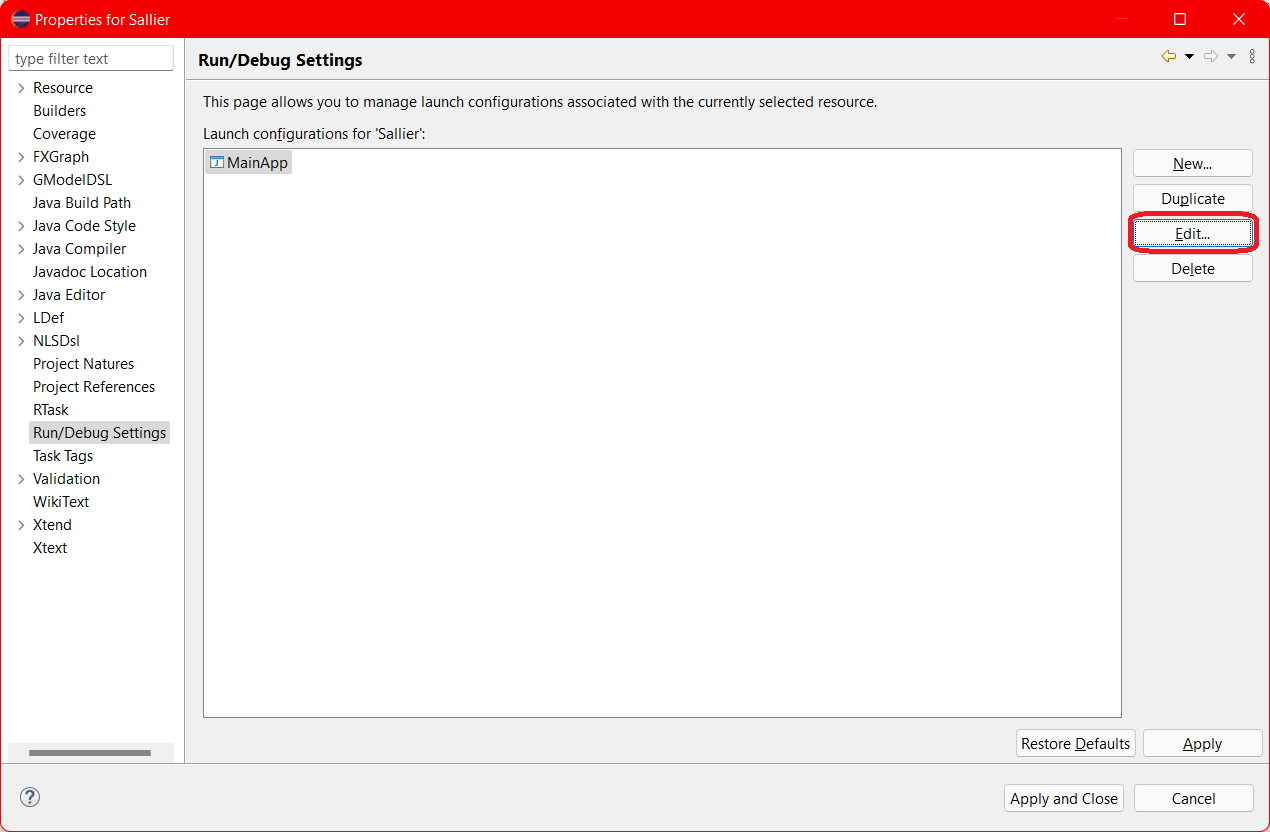 Properties for Sallier
type filter text
Resource
Builders
Coverage
FXGraph
GModelDSL
Java Build Path
Java Code Style
Java Compiler
Javadoc Location
Java Editor
LDef
NLSDsl
Project Natures
Project References
RTask
Run/Debug Settings
Task Tags
Validation
WikiText
Xtend
Xtext
Run/Debug Settings
This page allows you to manage launch configurations associated with the currently selected resource.
Launch configurations for 'Sallier':
J MainApp
New...
Duplicate
Edit...
Delete
Restore Defaults
Apply
?
Apply and Close
Cancel